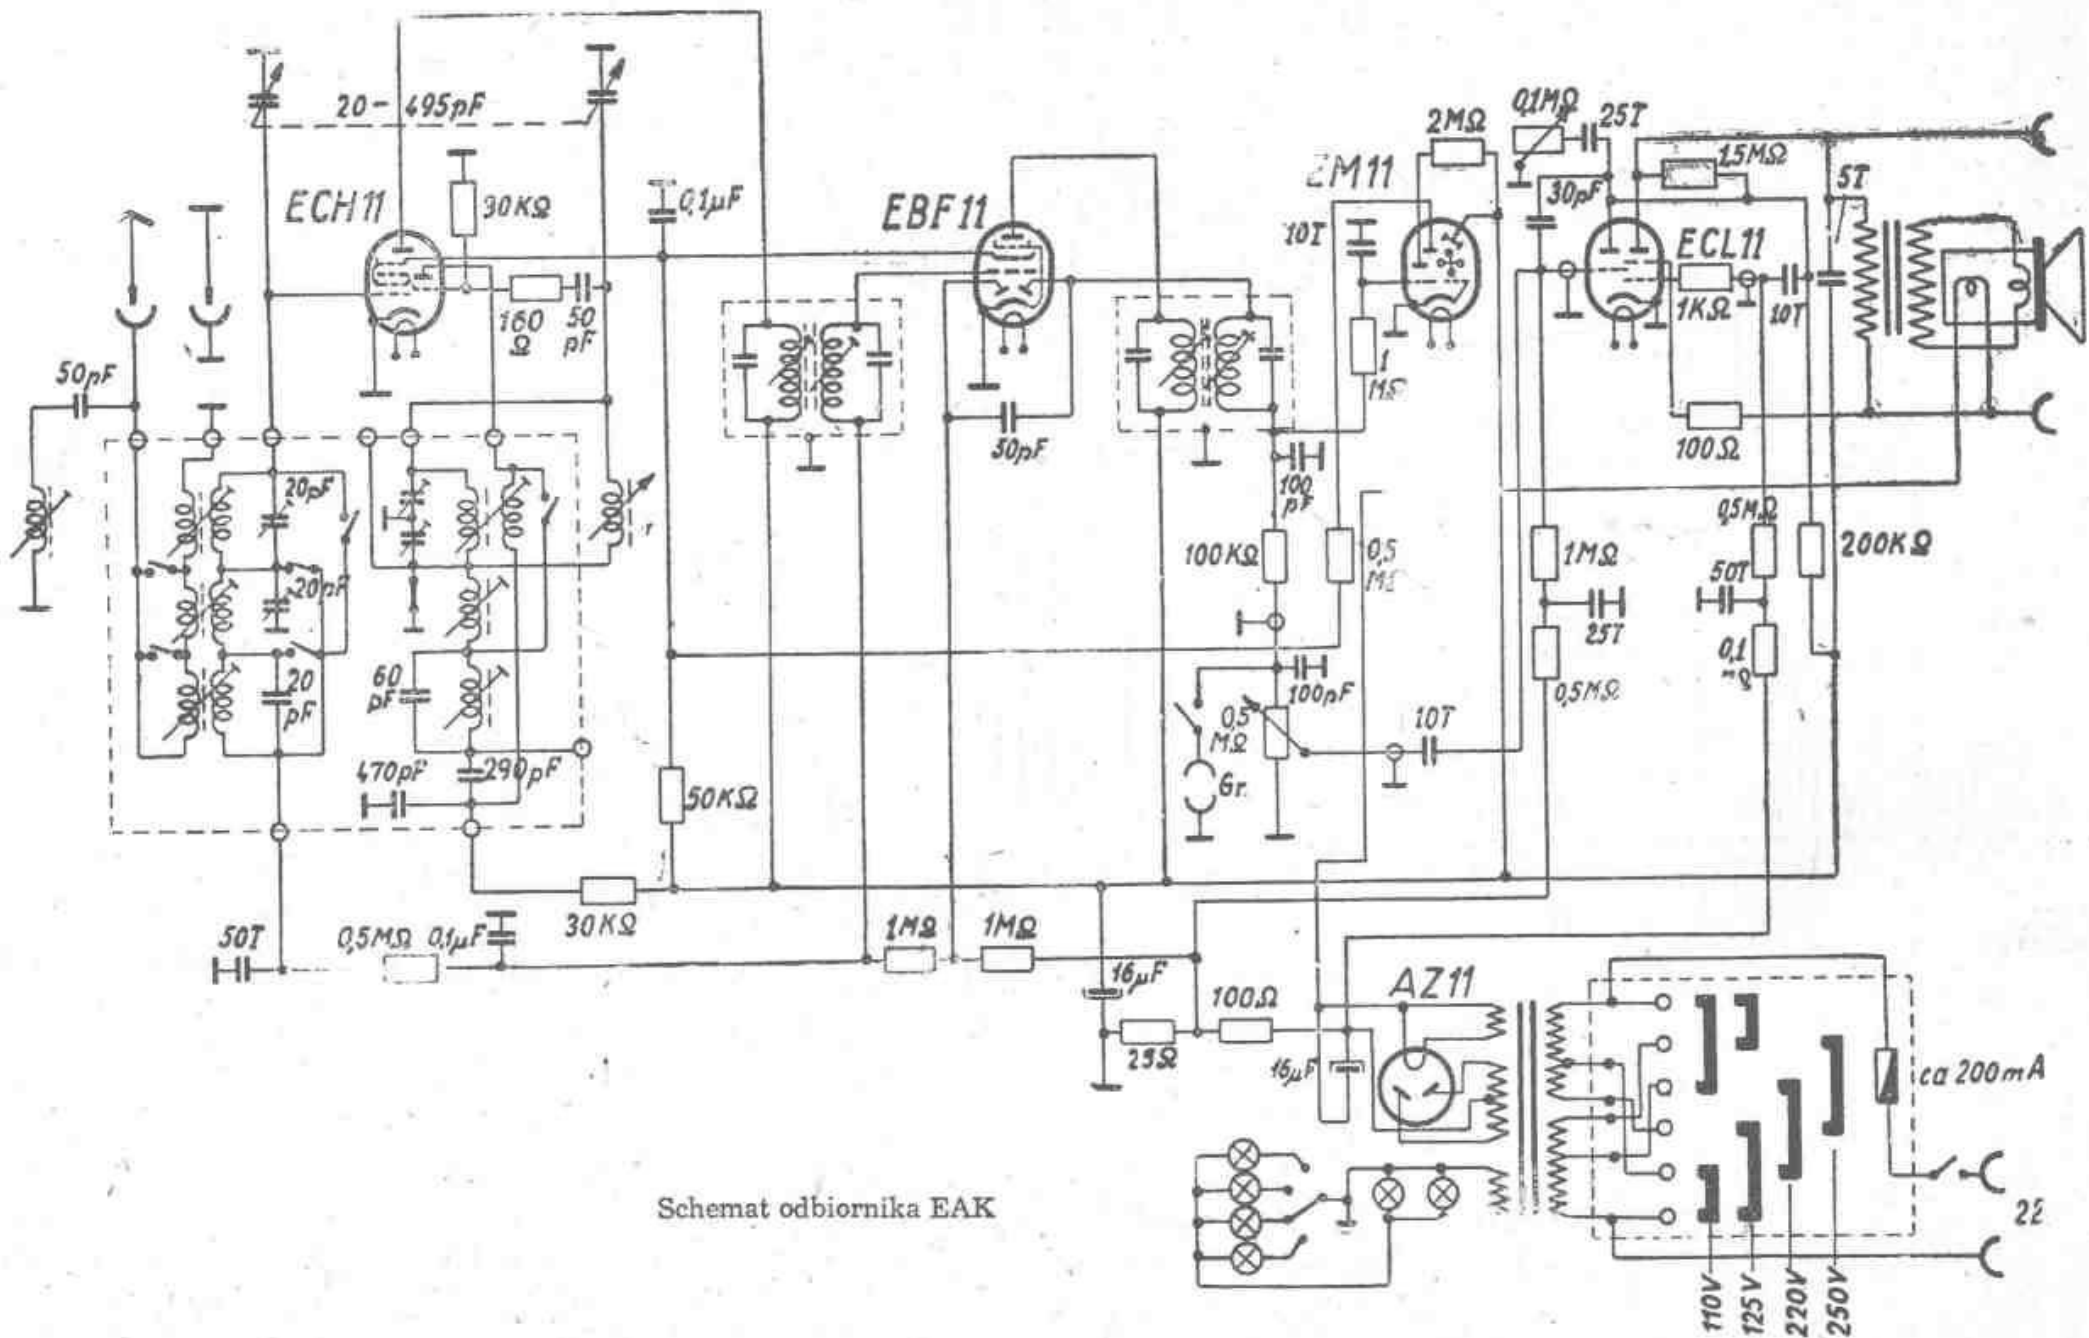 20 - 495pF
ECH11
30KΩ
160
Ω
50
pF
0,1µF
EBF11
10T
2MΩ
0,1MΩ
25T
1,5MΩ
30pF
5T
ECL11
1KΩ
10T
1
50pF
50pF
100Ω
20pF
20pF
20
pF
60
pF
470pF
290pF
100
pF
100KΩ
0,5
1MΩ
25T
0,5MΩ
0,5MΩ
50T
0,1
MΩ
200KΩ
100pF
0,5
MΩ
10T
Gr.
50KΩ
30KΩ
50T
0,5MΩ
0,1µF
1MΩ
1MΩ
16µF
100Ω
25Ω
16µF
AZ11
ca 200mA
110V
125V
220V
250V
Schemat odbiornika EAK